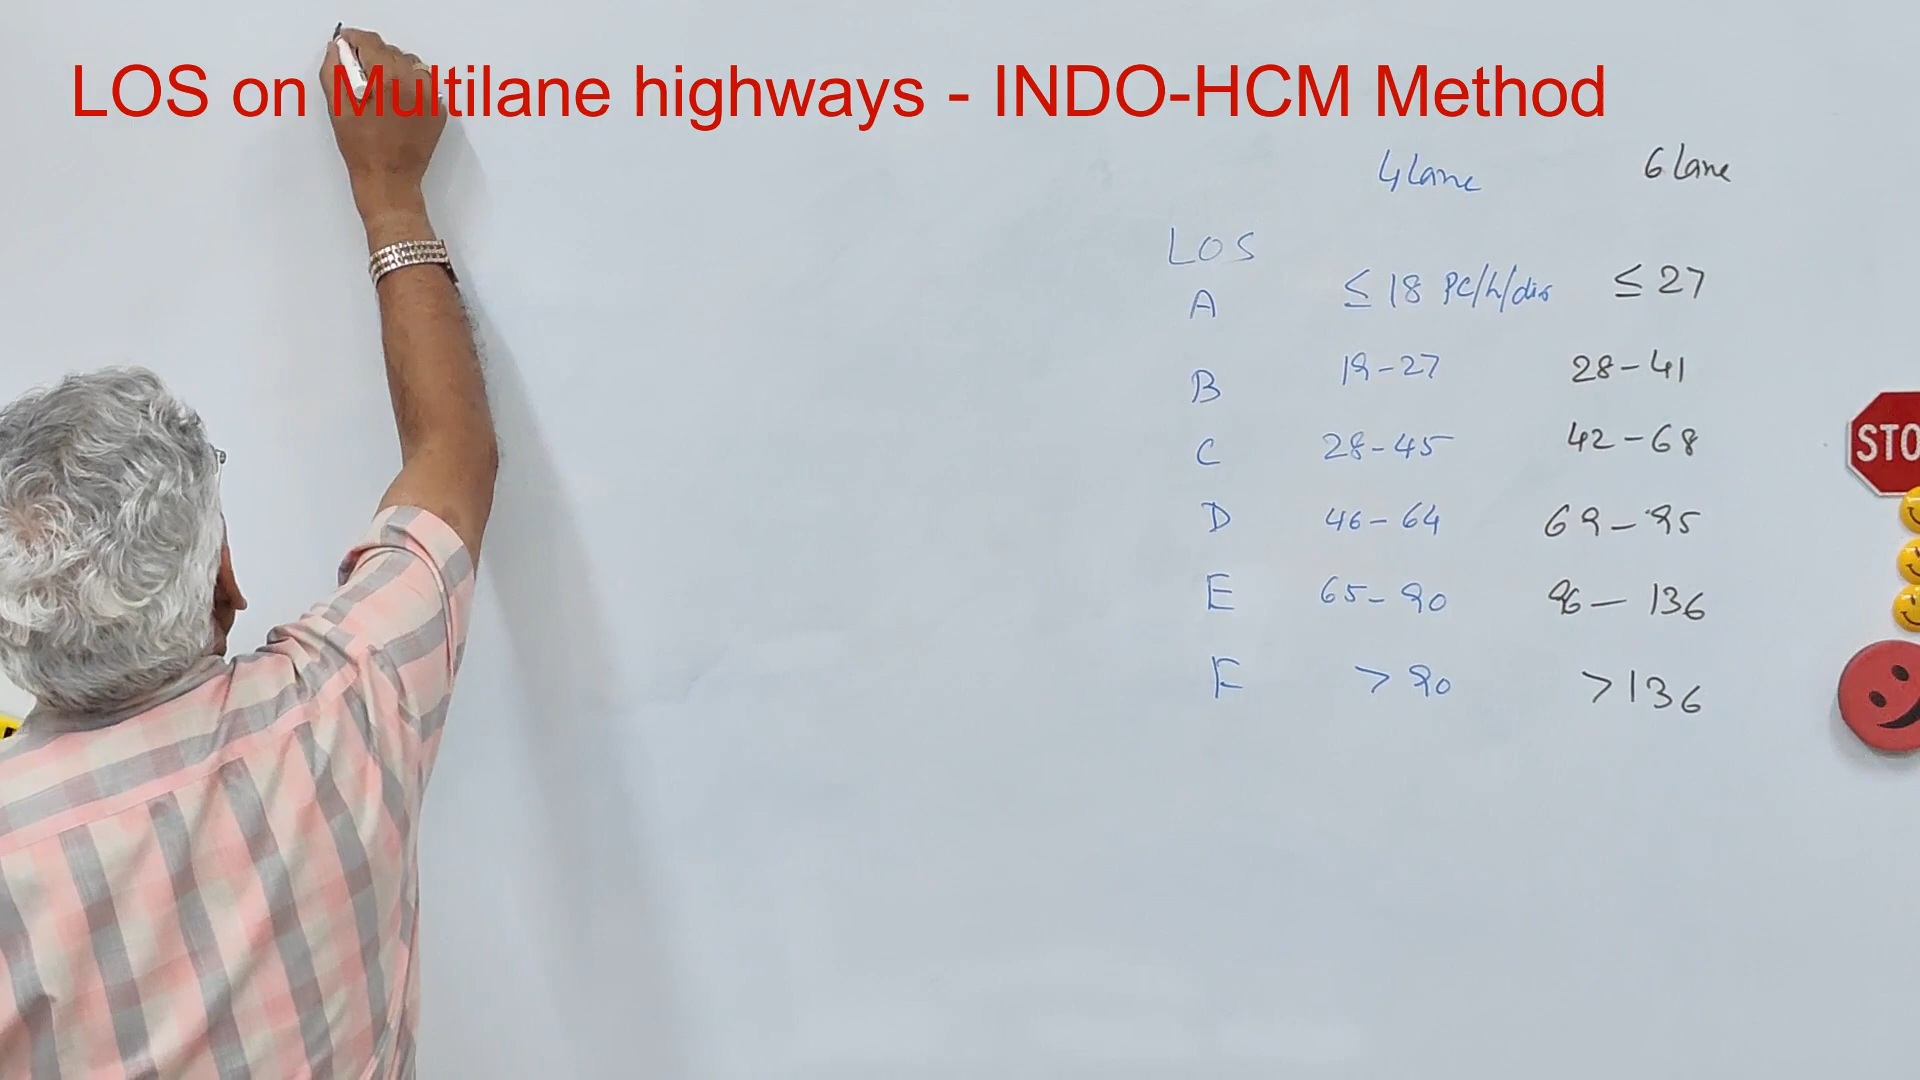 LOS on Multilane highways - INDO-HCM Method
4 Lane 6 Lane
LOS
A ≤ 18 PC/h/dir ≤ 27
B 19-27 28-41
C 28-45 42-68
D 46-64 69-95
E 65-90 96-136
F >90 >136
STO